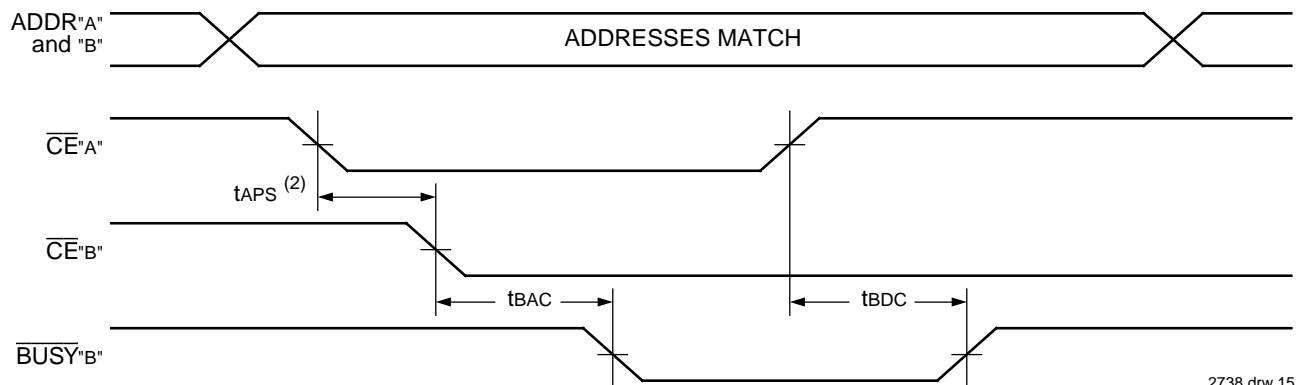 ADDR"A"
and "B"
ADDRESSES MATCH
CE"A"
tAPS (2)
CE"B"
tBAC
tBDC
BUSY"B"
2738 drw 15